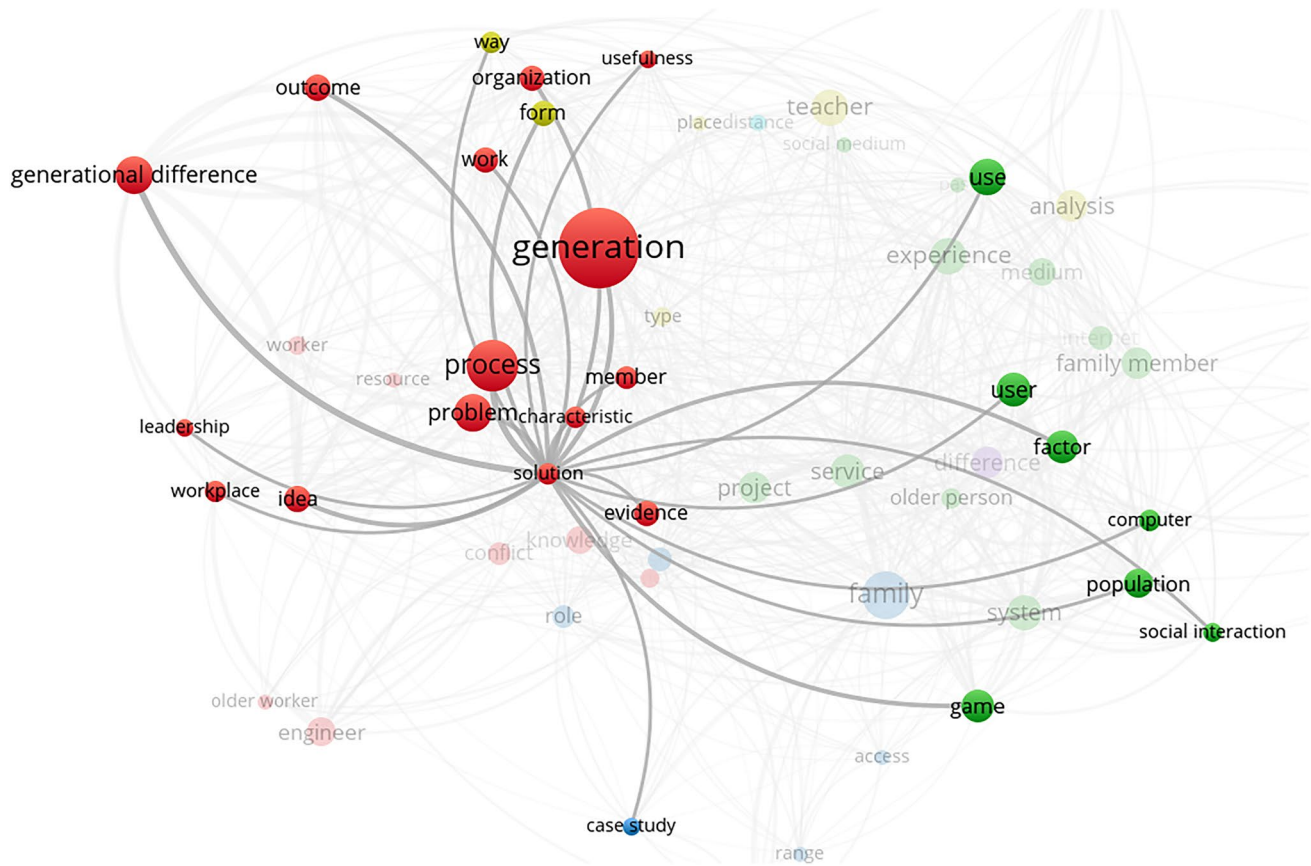 way
usefulness
organization
outcome
form
teacher
place
distance
social medium
work
generational difference
use
analysis
generation
experience
medium
type
internet
worker
process
family member
resource
member
user
problem
characteristic
leadership
factor
solution
service
difference
workplace
idea
project
older person
evidence
computer
knowledge
conflict
population
family
system
role
social interaction
older worker
game
engineer
access
case study
range